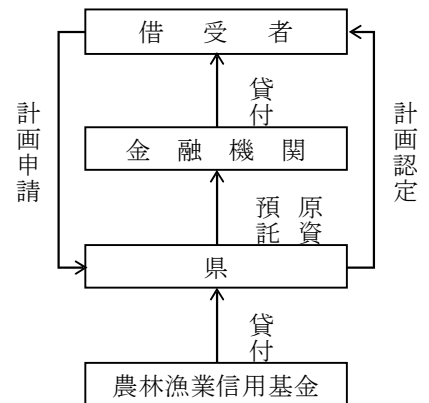 借受者
貸付
計画申請
計画認定
金融機関
原資
預託
県
貸付
農林漁業信用基金